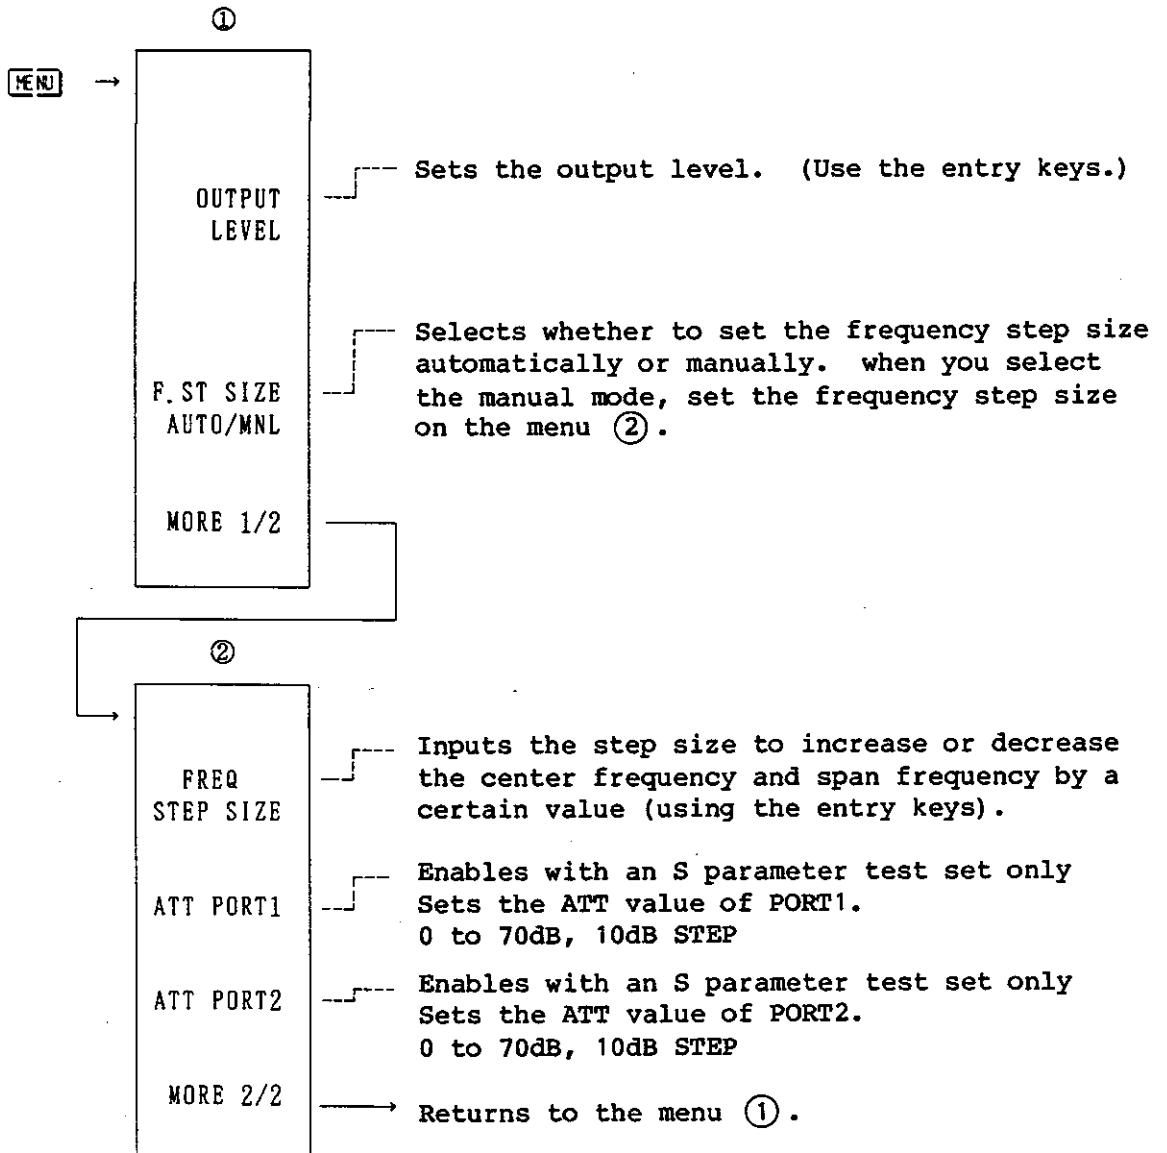 ①
MENU →
OUTPUT
LEVEL
Sets the output level. (Use the entry keys.)
F.ST SIZE
AUTO/MNL
Selects whether to set the frequency step size
automatically or manually. when you select
the manual mode, set the frequency step size
on the menu ②.
MORE 1/2
②
FREQ
STEP SIZE
Inputs the step size to increase or decrease
the center frequency and span frequency by a
certain value (using the entry keys).
ATT PORT1
Enables with an S parameter test set only
Sets the ATT value of PORT1.
0 to 70dB, 10dB STEP
ATT PORT2
Enables with an S parameter test set only
Sets the ATT value of PORT2.
0 to 70dB, 10dB STEP
MORE 2/2
Returns to the menu ①.